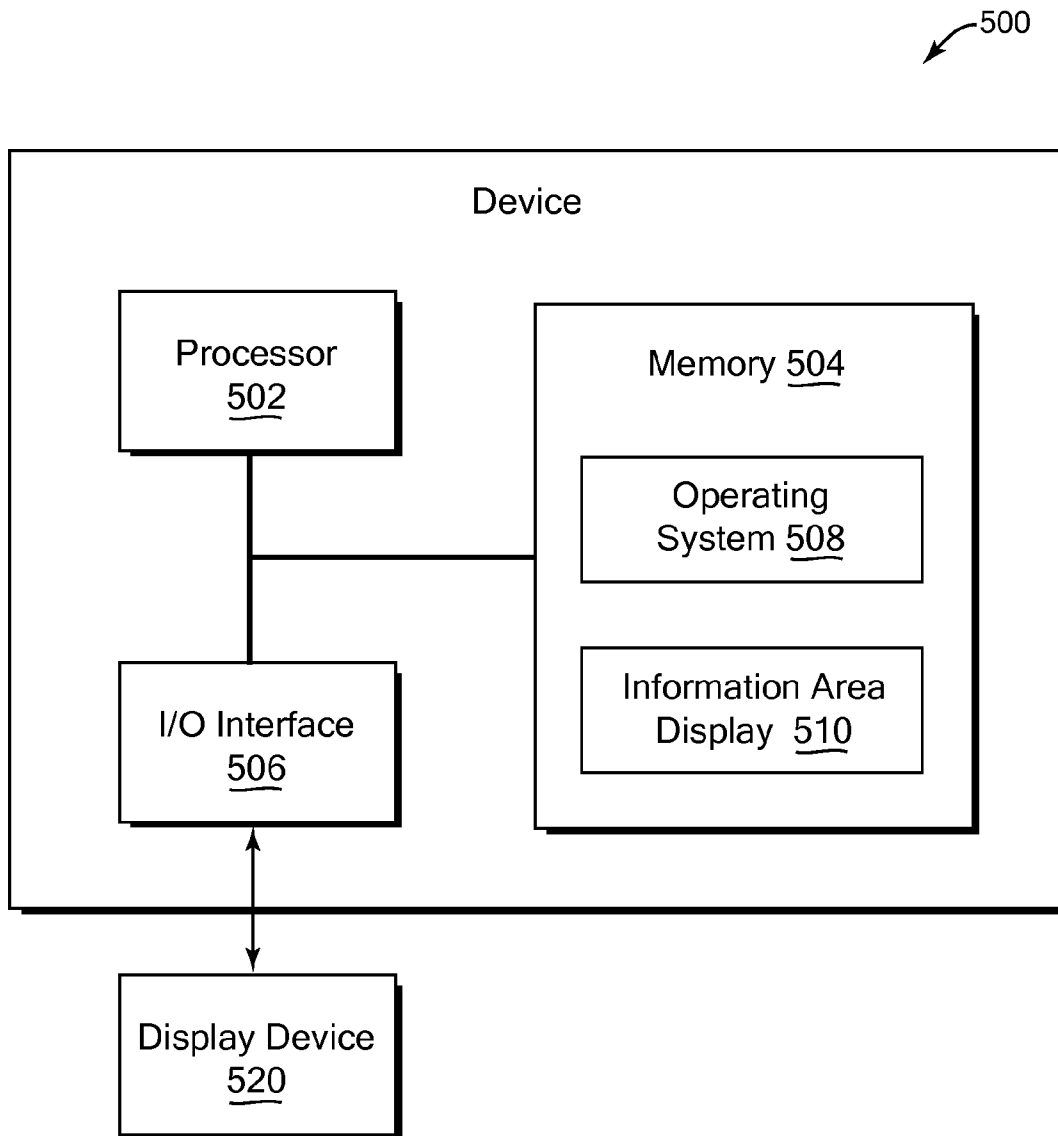 500
Device
Processor
502
Memory 504
Operating
System 508
I/O Interface
506
Information Area
Display 510
Display Device
520